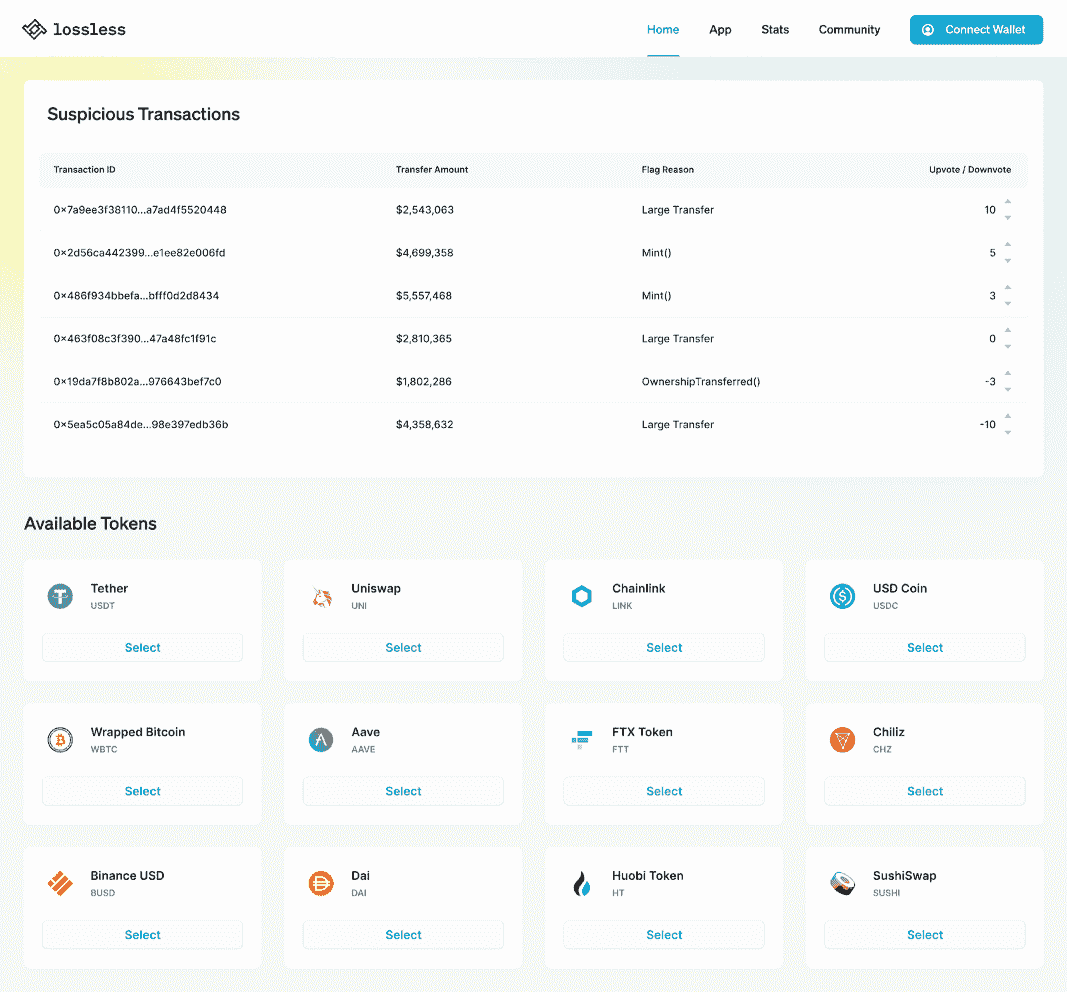 lossless
Home App Stats Community Connect Wallet
Suspicious Transactions
Transaction ID Transfer Amount Flag Reason Upvote / Downvote
0×7a9ee3f38110...a7ad4f5520448 $2,543,063 Large Transfer 10
0×2d56ca442399...e1ee82e006fd $4,699,358 Mint() 5
0×486f934bbefa...bfff0d2d8434 $5,557,468 Mint() 3
0×463f08c3f390...47a48fc1f91c $2,810,365 Large Transfer 0
0×19da7f8b802a...976643bef7c0 $1,802,286 OwnershipTransferred() -3
0×5ea5c05a84de...98e397edb36b $4,358,632 Large Transfer -10
Available Tokens
Tether Uniswap Chainlink USD Coin
USDT UNI LINK USDC
Select Select Select Select
Wrapped Bitcoin Aave FTX Token Chiliz
WBTC AAVE FTT CHZ
Select Select Select Select
Binance USD Dai Huobi Token SushiSwap
BUSD DAI HT SUSHI
Select Select Select Select